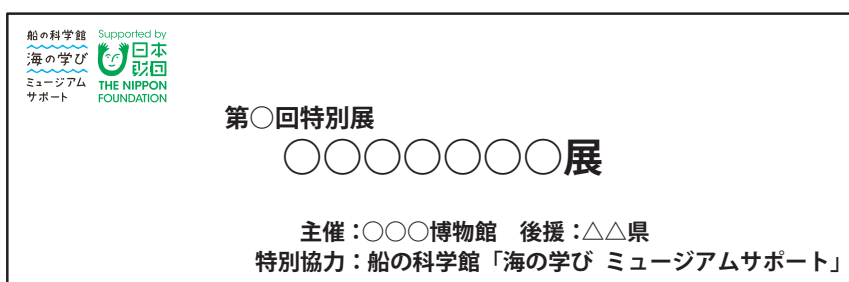 船の科学館
海の学び
ミュージアム
サポート
Supported by
日本
財団
THE NIPPON
FOUNDATION
第○回特別展
○○○○○○○展
主催：○○○博物館　後援：△△県
特別協力：船の科学館「海の学び ミュージアムサポート」